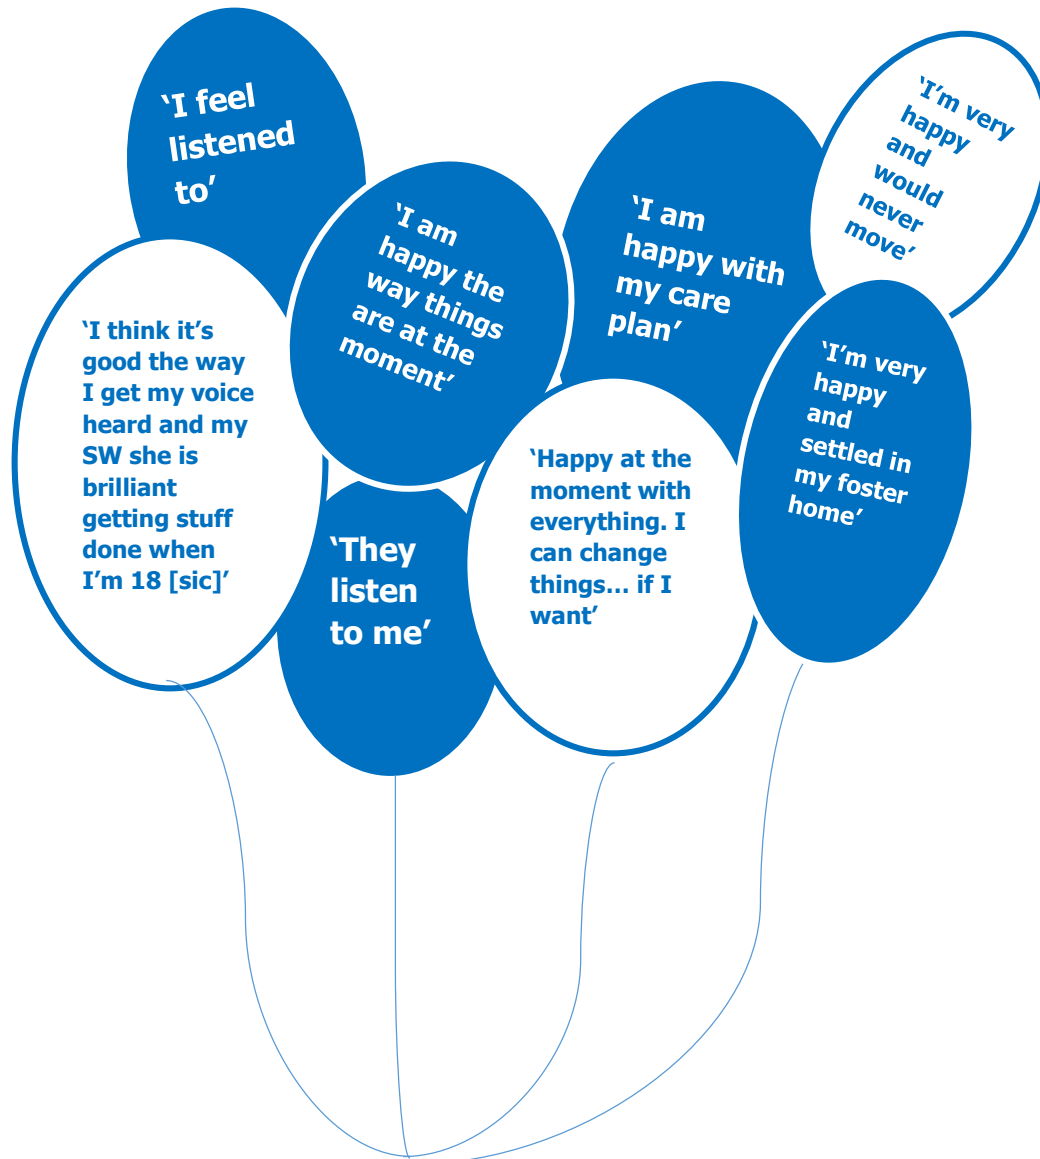 ‘I feel
listened
to’
‘I am
happy the
way things
are at the
moment’
‘I am
happy with
my care
plan’
‘I’m very
happy
and
would
never
move’
‘I think it’s
good the way
I get my voice
heard and my
SW she is
brilliant
getting stuff
done when
I’m 18 [sic]’
‘They
listen
to me’
‘Happy at the
moment with
everything. I
can change
things... if I
want’
‘I’m very
happy
and
settled in
my foster
home’